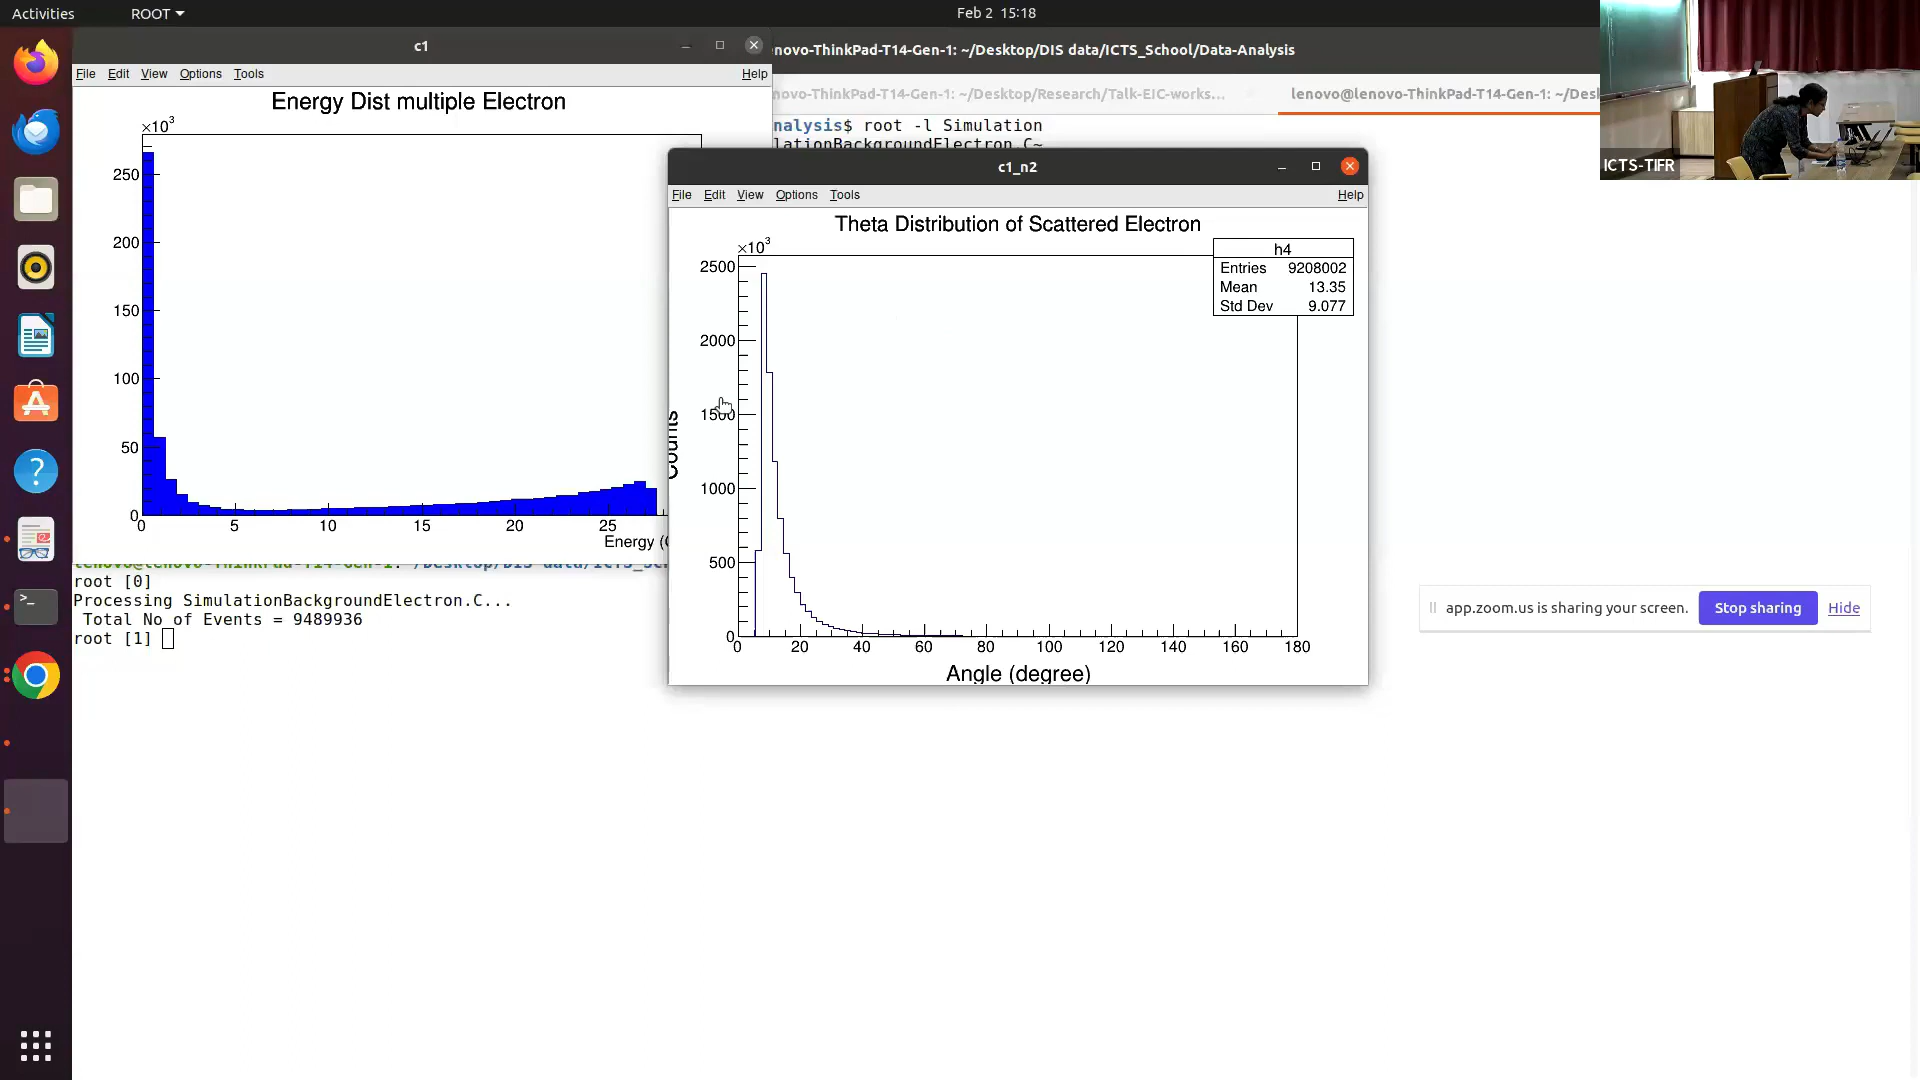 Activities
ROOT
Feb 2 15:18
c1
File Edit View Options Tools Help
Energy Dist multiple Electron
×10³
250
200
150
100
50
0
0 5 10 15 20 25
Energy
novo-ThinkPad-T14-Gen-1: ~/Desktop/DIS data/ICTS_School/Data-Analysis
novo-ThinkPad-T14-Gen-1: ~/Desktop/Research/Talk-EIC-works...
lenovo@lenovo-ThinkPad-T14-Gen-1: ~/Des
nalysis$ root -l Simulation
lationBackgroundElectron.C~
c1_n2
File Edit View Options Tools Help
Theta Distribution of Scattered Electron
×10³
h4
Entries 9208002
Mean 13.35
Std Dev 9.077
2500
2000
1500
1000
500
0
0 20 40 60 80 100 120 140 160 180
Counts
Angle (degree)
root [0]
Processing SimulationBackgroundElectron.C...
Total No of Events = 9489936
root [1]
app.zoom.us is sharing your screen. Stop sharing Hide
ICTS-TIFR